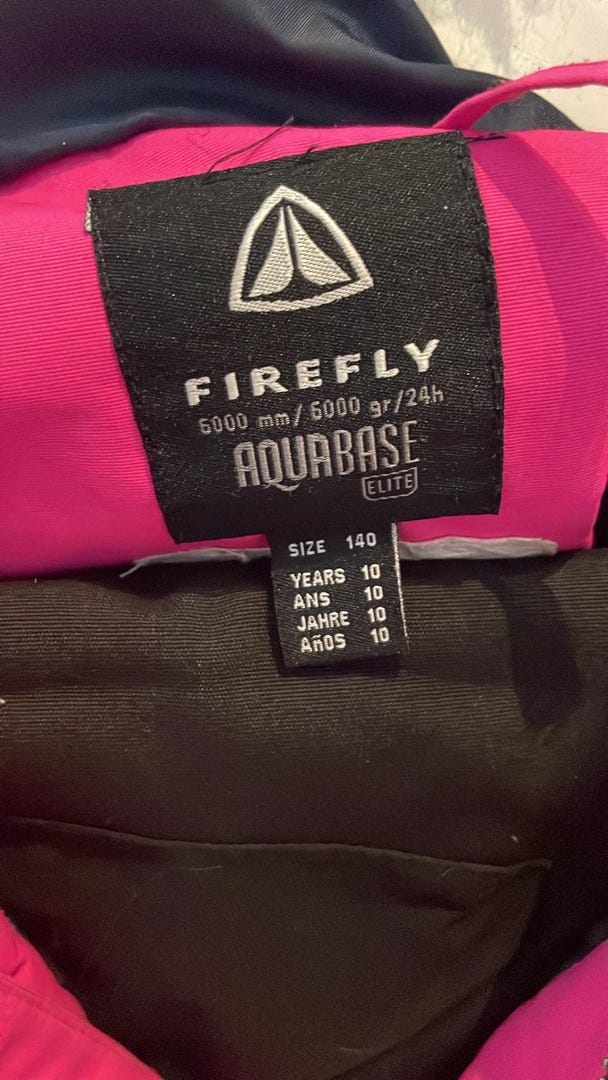 FIREFLY
6000 mm/6000 gr/24h
AQUABASE
ELITE
SIZE 140
YEARS 10
ANS 10
JAHRE 10
AÑOS 10